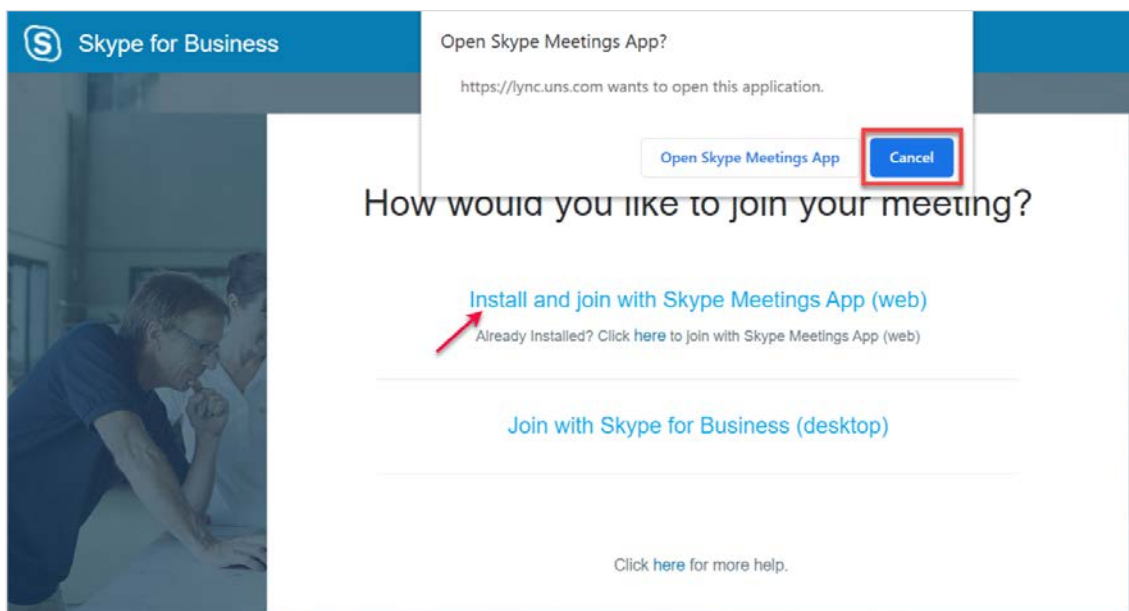 Skype for Business
Open Skype Meetings App?
https://lync.uns.com wants to open this application.
Open Skype Meetings App
Cancel
How would you like to join your meeting?
Install and join with Skype Meetings App (web)
Already Installed? Click here to join with Skype Meetings App (web)
Join with Skype for Business (desktop)
Click here for more help.